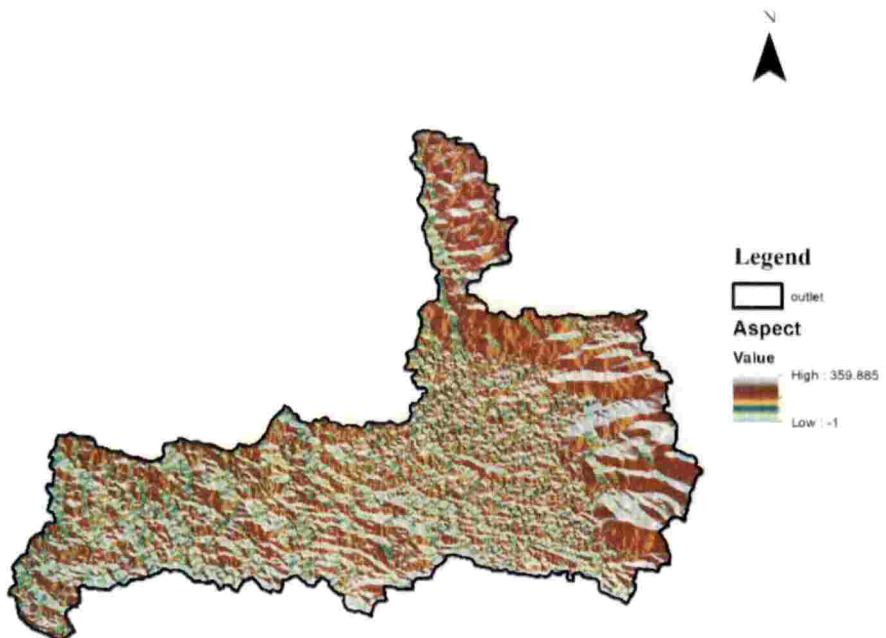 N
Legend
outlet
Aspect
Value
High : 359.885
Low : -1